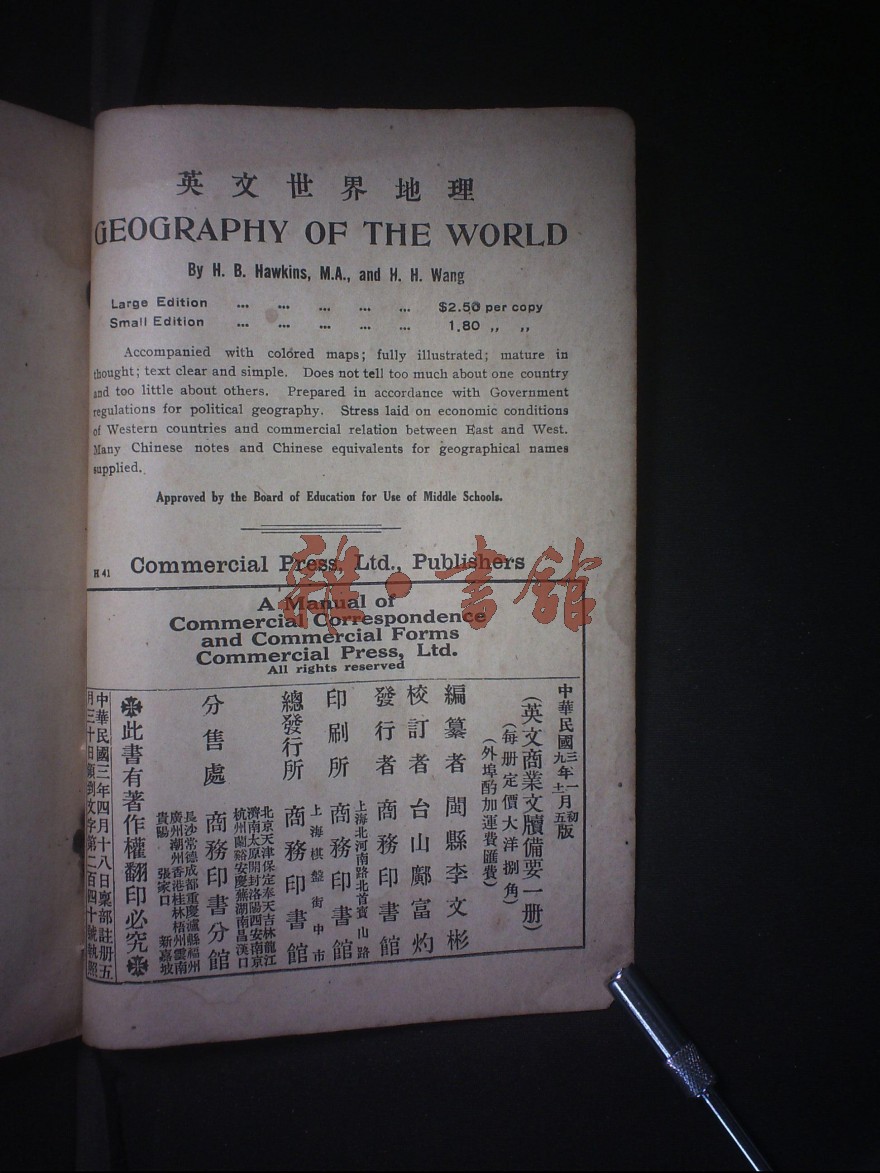 英文世界地理
GEOGRAPHY OF THE WORLD
By H. B. Hawkins, M.A., and H. H. Wang
Large Edition ... ... ... ... ... $2.50 per copy
Small Edition ... ... ... ... ... 1.80 ,, ,,
Accompanied with colored maps; fully illustrated; mature in
thought; text clear and simple. Does not tell too much about one country
and too little about others. Prepared in accordance with Government
regulations for political geography. Stress laid on economic conditions
of Western countries and commercial relation between East and West.
Many Chinese notes and Chinese equivalents for geographical names
supplied.
Approved by the Board of Education for Use of Middle Schools.
H 41
Commercial Press, Ltd., Publishers
雜·書館
A Manual of
Commercial Correspondence
and Commercial Forms
Commercial Press, Ltd.
All rights reserved
中華民國三年一月初版
九年十二月五版
(英文商業文牘備要一册)
(每册定價大洋捌角)
(外埠酌加運費匯費)
編纂者 閩縣李文彬
校訂者 台山鄺富灼
發行者 商務印書館
上海北河南路北首寶山路
印刷所 商務印書館
上海棋盤街中市
總發行所 商務印書館
北京天津保定奉天吉林龍江
濟南太原開封洛陽西安南京
杭州蘭谿安慶蕪湖南昌漢口
分售處 商務印書分館
長沙常德成都重慶瀘縣福州
廣州潮州香港桂林梧州雲南
貴陽 張家口 新嘉坡
此書有著作權翻印必究
中華民國三年四月十八日稟部註册五
月三十日領到文字第二百四十號執照